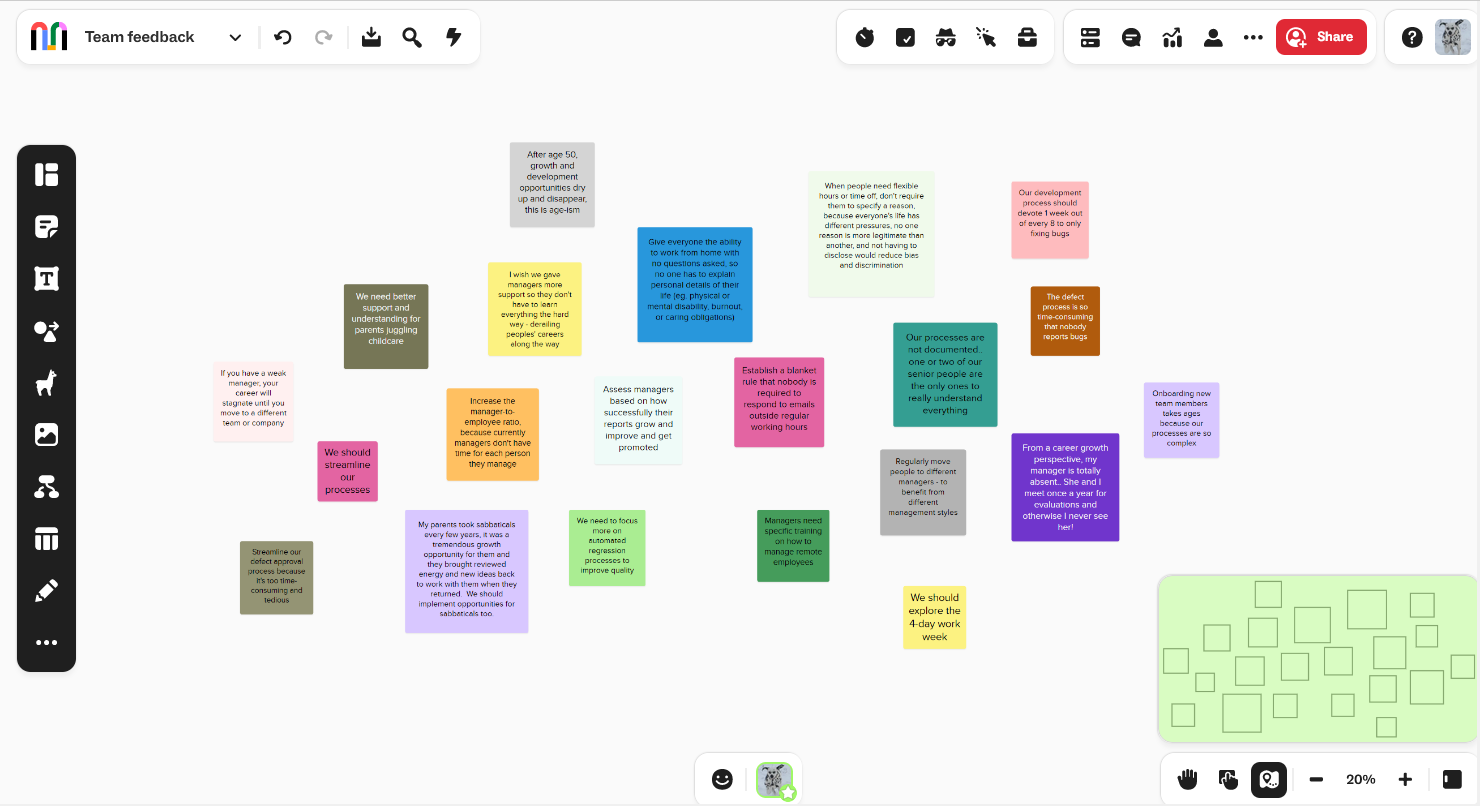 Team feedback
Share
After age 50,
growth and
development
opportunities dry
up and disappear,
this is age-ism
When people need flexible
hours or time off, don't require
them to specify a reason,
because everyone's life has
different pressures, no one
reason is more legitimate than
another, and not having to
disclose would reduce bias
and discrimination
Our development
process should
devote 1 week out
of every 8 to only
fixing bugs
Give everyone the ability
to work from home with
no questions asked, so
no one has to explain
personal details of their
life (eg. physical or
mental disability, burnout,
or caring obligations)
I wish we gave
managers more
support so they don't
have to learn
everything the hard
way - derailing
peoples' careers
along the way
We need better
support and
understanding for
parents juggling
childcare
The defect
process is so
time-consuming
that nobody
reports bugs
Our processes are
not documented..
one or two of our
senior people are
the only ones to
really understand
everything
If you have a weak
manager, your
career will
stagnate until you
move to a different
team or company
Increase the
manager-to-
employee ratio,
because currently
managers don't have
time for each person
they manage
Assess managers
based on how
successfully their
reports grow and
improve and get
promoted
Establish a blanket
rule that nobody is
required to
respond to emails
outside regular
working hours
Onboarding new
team members
takes ages
because our
processes are so
complex
We should
streamline
our
processes
Regularly move
people to different
managers - to
benefit from
different
management styles
From a career growth
perspective, my
manager is totally
absent.. She and I
meet once a year for
evaluations and
otherwise I never see
her!
Streamline our
defect approval
process because
it's too time-
consuming and
tedious
My parents took sabbaticals
every few years, it was a
tremendous growth
opportunity for them and
they brought reviewed
energy and new ideas back
to work with them when they
returned. We should
implement opportunities for
sabbaticals too.
We need to focus
more on
automated
regression
processes to
improve quality
Managers need
specific training
on how to
manage remote
employees
We should
explore the
4-day work
week
20%